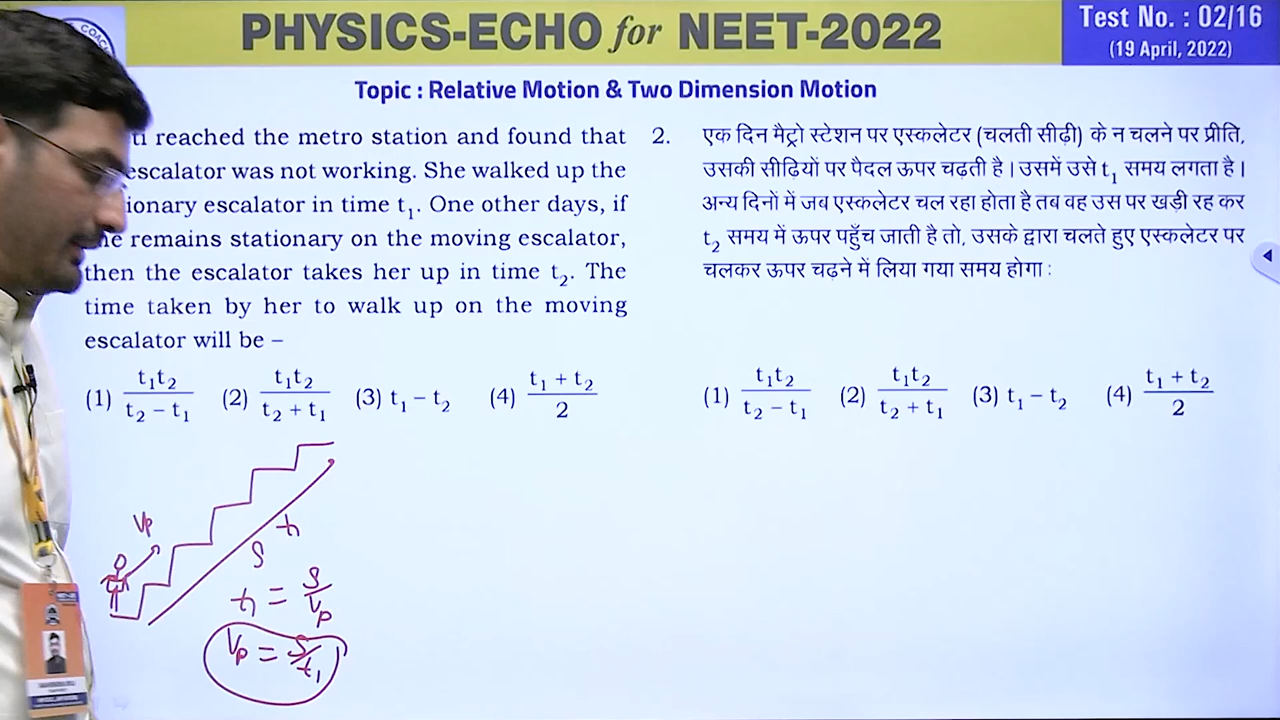 PHYSICS-ECHO for NEET-2022
Test No. : 02/16
(19 April, 2022)
Topic : Relative Motion & Two Dimension Motion
reached the metro station and found that
escalator was not working. She walked up the
stationary escalator in time t₁. One other days, if
remains stationary on the moving escalator,
then the escalator takes her up in time t₂. The
time taken by her to walk up on the moving
escalator will be –
(1) t₁t₂ / t₂ – t₁ (2) t₁t₂ / t₂ + t₁ (3) t₁ – t₂ (4) t₁ + t₂ / 2
2. एक दिन मैट्रो स्टेशन पर एस्कलेटर (चलती सीढ़ी) के न चलने पर प्रीति,
उसकी सीढ़ियों पर पैदल ऊपर चढ़ती है। उसमें उसे t₁ समय लगता है।
अन्य दिनों में जब एस्कलेटर चल रहा होता है तब वह उस पर खड़ी रह कर
t₂ समय में ऊपर पहुँच जाती है तो, उसके द्वारा चलते हुए एस्कलेटर पर
चलकर ऊपर चढ़ने में लिया गया समय होगा :
(1) t₁t₂ / t₂ – t₁ (2) t₁t₂ / t₂ + t₁ (3) t₁ – t₂ (4) t₁ + t₂ / 2
Vp
S
t₁
t₁ = S / Vp
Vp = S / t₁